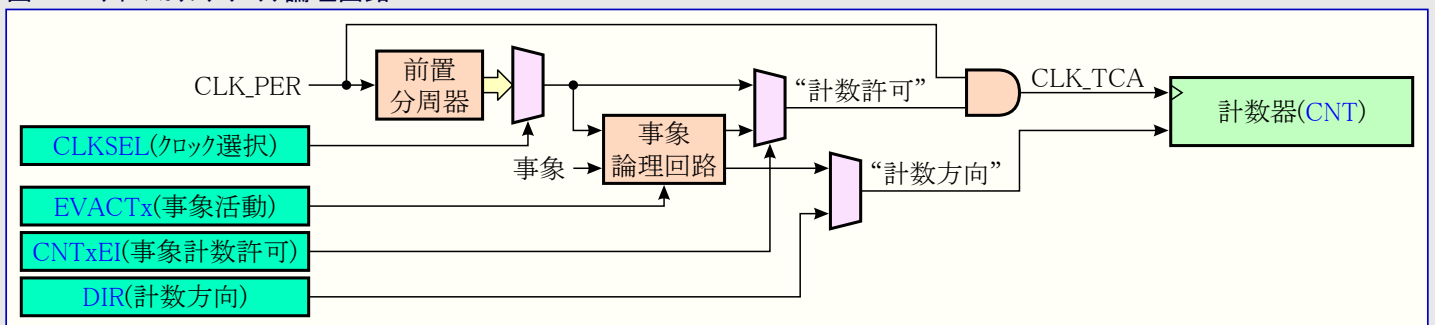 CLK_PER
前置
分周器
"計数許可"
CLK_TCA
計数器(CNT)
CLKSEL(クロック選択)
事象
論理回路
事象
"計数方向"
EVACTx(事象活動)
CNTxEI(事象計数許可)
DIR(計数方向)